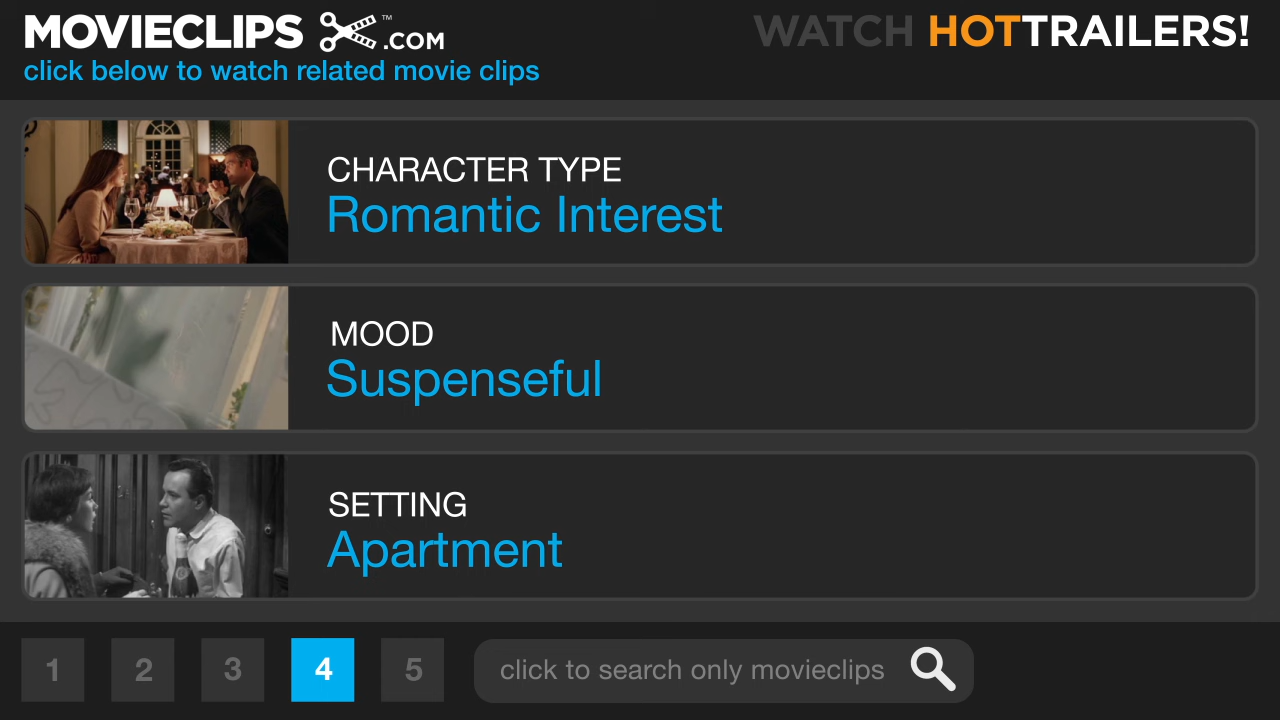 MOVIECLIPS ™ .COM
WATCH HOTTRAILERS!
click below to watch related movie clips
CHARACTER TYPE
Romantic Interest
MOOD
Suspenseful
SETTING
Apartment
1 2 3 4 5 click to search only movieclips